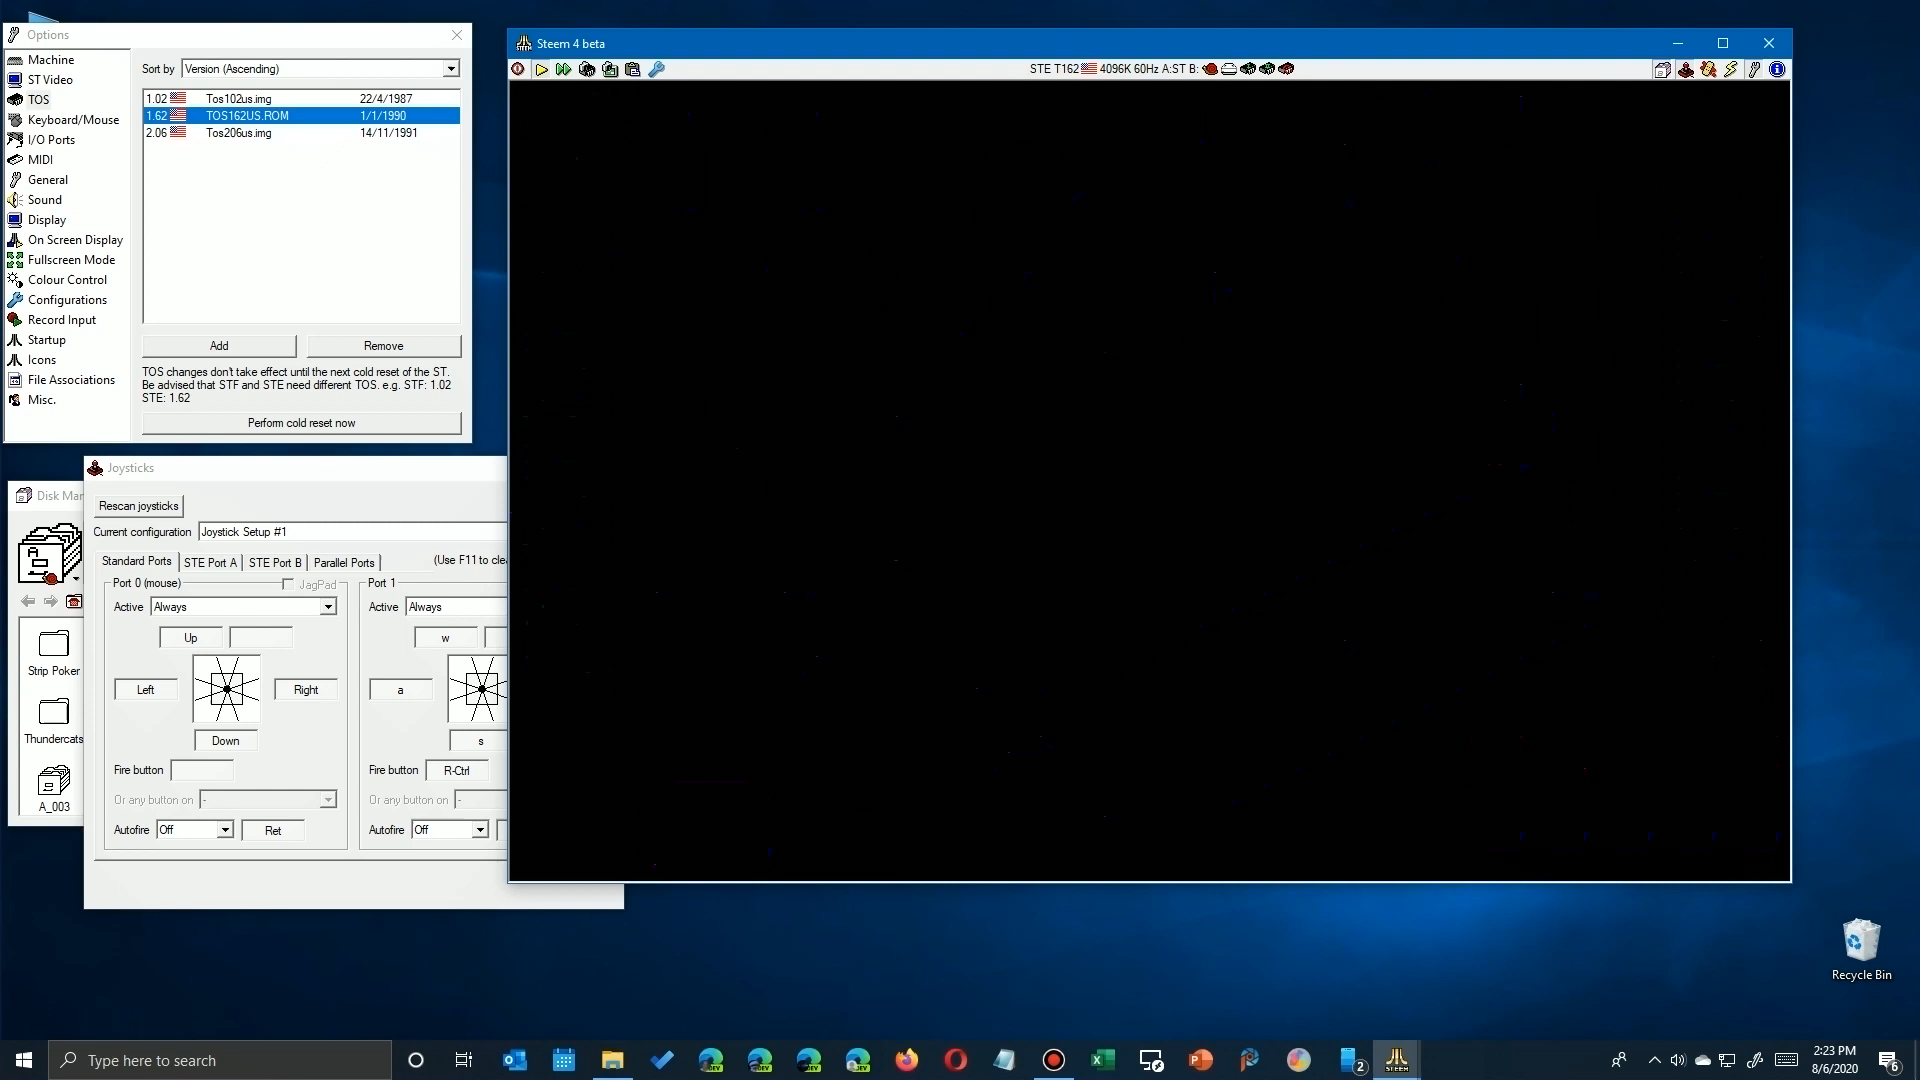 Options
Machine
ST Video
TOS
Keyboard/Mouse
I/O Ports
MIDI
General
Sound
Display
On Screen Display
Fullscreen Mode
Colour Control
Configurations
Record Input
Startup
Icons
File Associations
Misc.
Sort by Version (Ascending)
1.02 Tos102us.img 22/4/1987
1.62 TOS162US.ROM 1/1/1990
2.06 Tos206us.img 14/11/1991
Add Remove
TOS changes don't take effect until the next cold reset of the ST.
Be advised that STF and STE need different TOS. e.g. STF: 1.02
STE: 1.62
Perform cold reset now
Steem 4 beta
STE T162 4096K 60Hz A:ST B:
Disk Mar
A
Strip Poker
Thundercats
A_003
Joysticks
Rescan joysticks
Current configuration Joystick Setup #1
Standard Ports STE Port A STE Port B Parallel Ports (Use F11 to cle
Port 0 (mouse) JagPad
Active Always
Up
Left Right
Down
Fire button
Or any button on -
Autofire Off Ret
Port 1
Active Always
w
a
s
Fire button R-Ctrl
Or any button on -
Autofire Off
Recycle Bin
Type here to search
DEV
DEV
DEV
DEV
2
STEEM
2:23 PM
8/6/2020
6